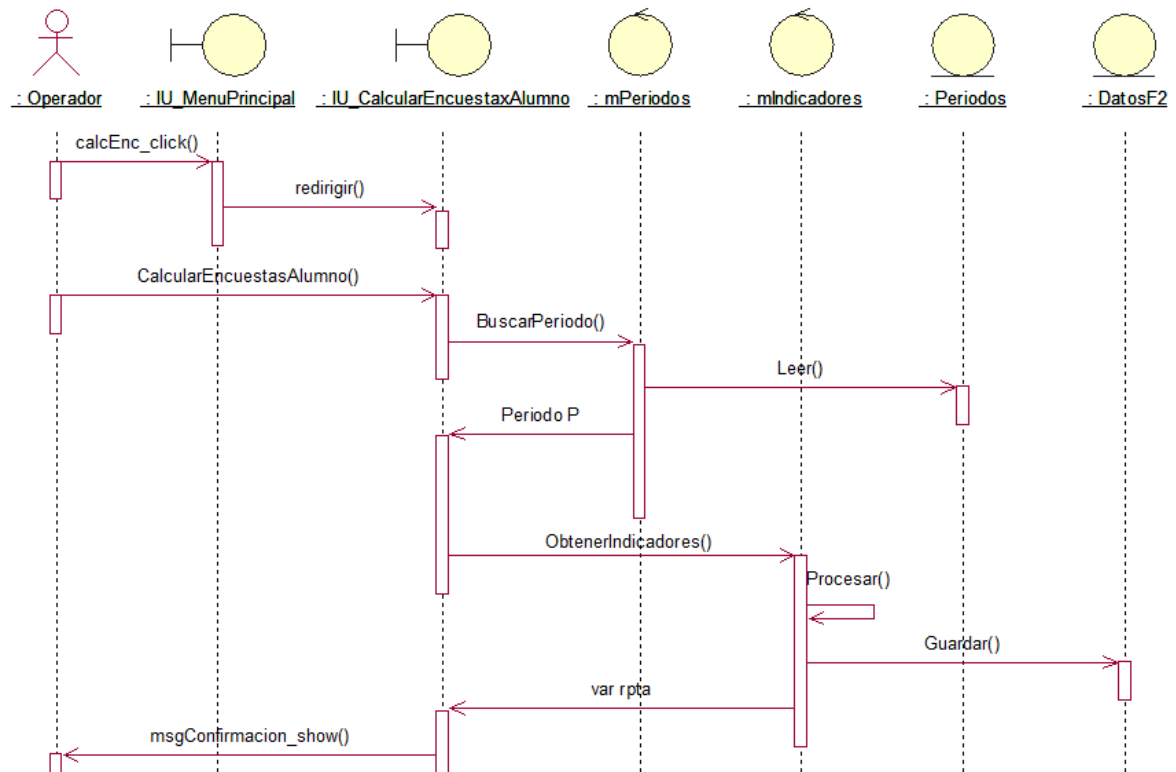 : Operador
: IU_MenuPrincipal
: IU_CalcularEncuestaxAlumno
: mPeriodos
: mIndicadores
: Periodos
: DatosF2
calcEnc_click()
redirigir()
CalcularEncuestasAlumno()
BuscarPeriodo()
Leer()
Periodo P
ObtenerIndicadores()
Procesar()
Guardar()
var rpta
msgConfirmacion_show()